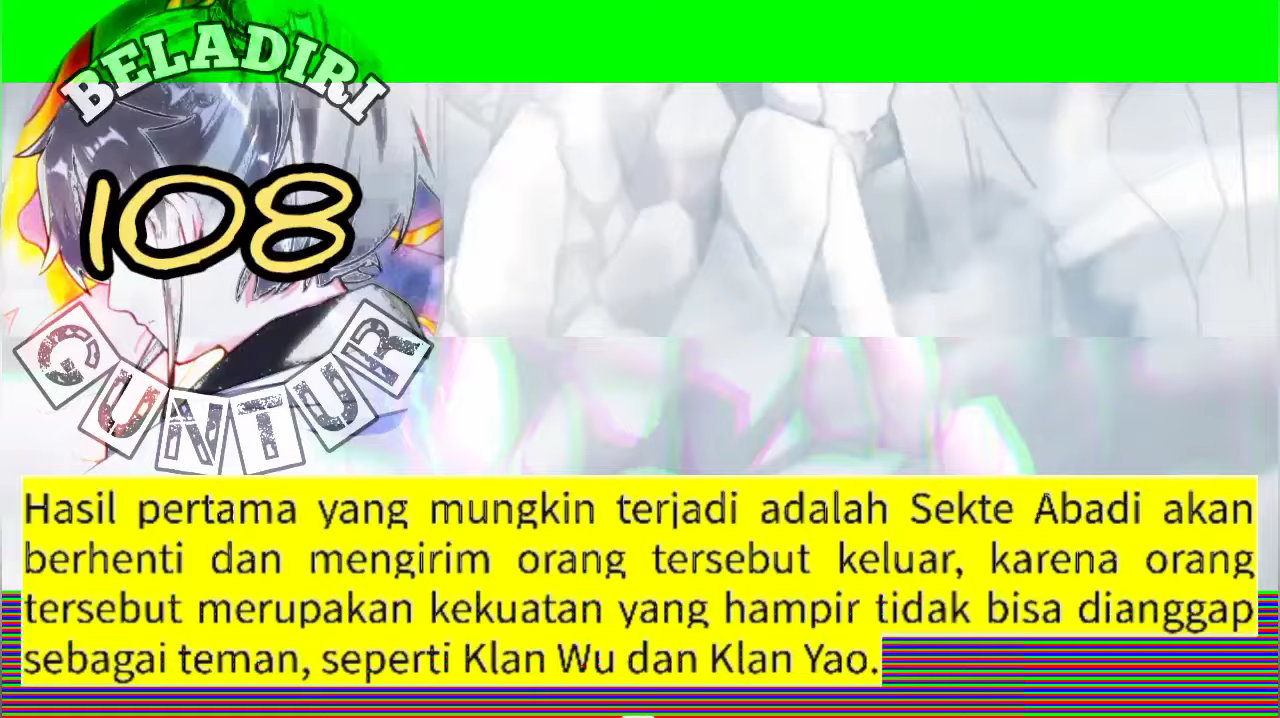 BELADIRI
108
GUNTUR
Hasil pertama yang mungkin terjadi adalah Sekte Abadi akan
berhenti dan mengirim orang tersebut keluar, karena orang
tersebut merupakan kekuatan yang hampir tidak bisa dianggap
sebagai teman, seperti Klan Wu dan Klan Yao.